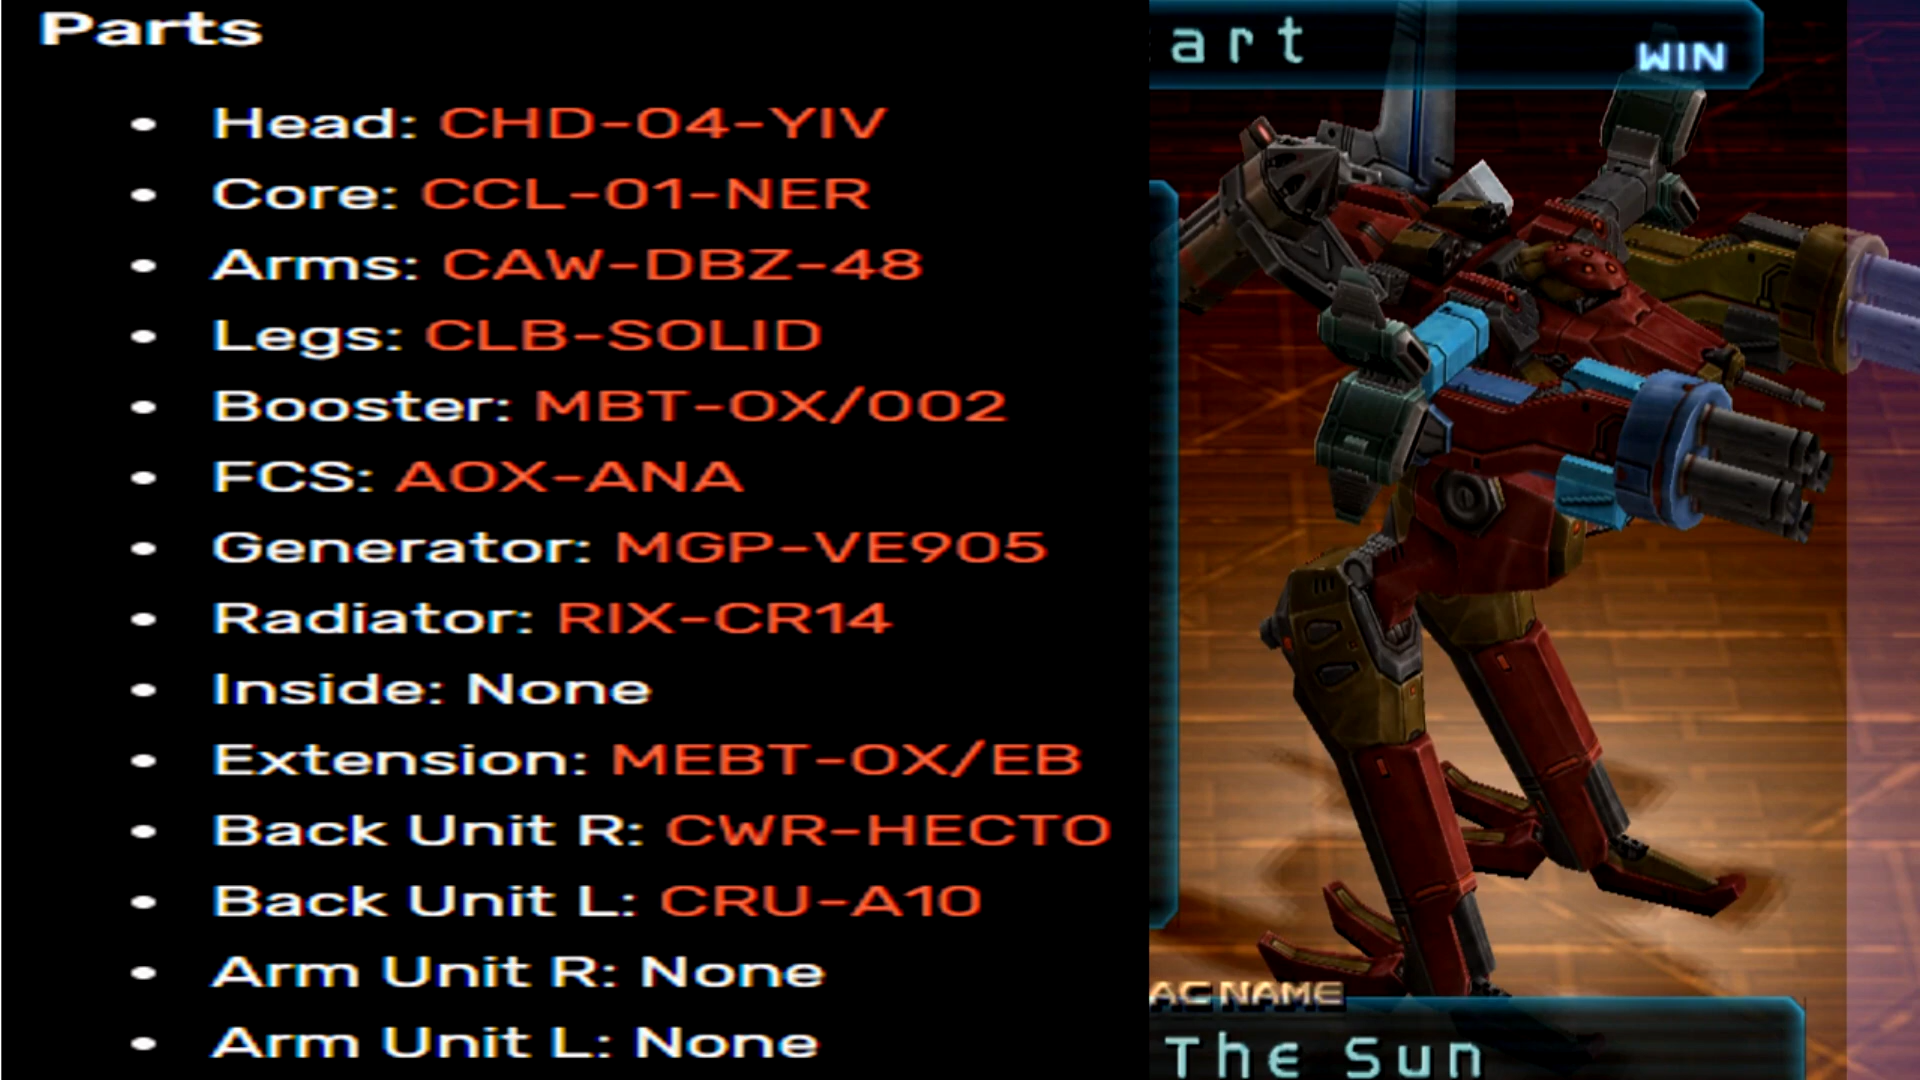 Parts
Head: CHD-04-YIV
Core: CCL-01-NER
Arms: CAW-DBZ-48
Legs: CLB-SOLID
Booster: MBT-OX/002
FCS: AOX-ANA
Generator: MGP-VE905
Radiator: RIX-CR14
Inside: None
Extension: MEBT-OX/EB
Back Unit R: CWR-HECTO
Back Unit L: CRU-A10
Arm Unit R: None
Arm Unit L: None
art
WIN
AC NAME
The Sun